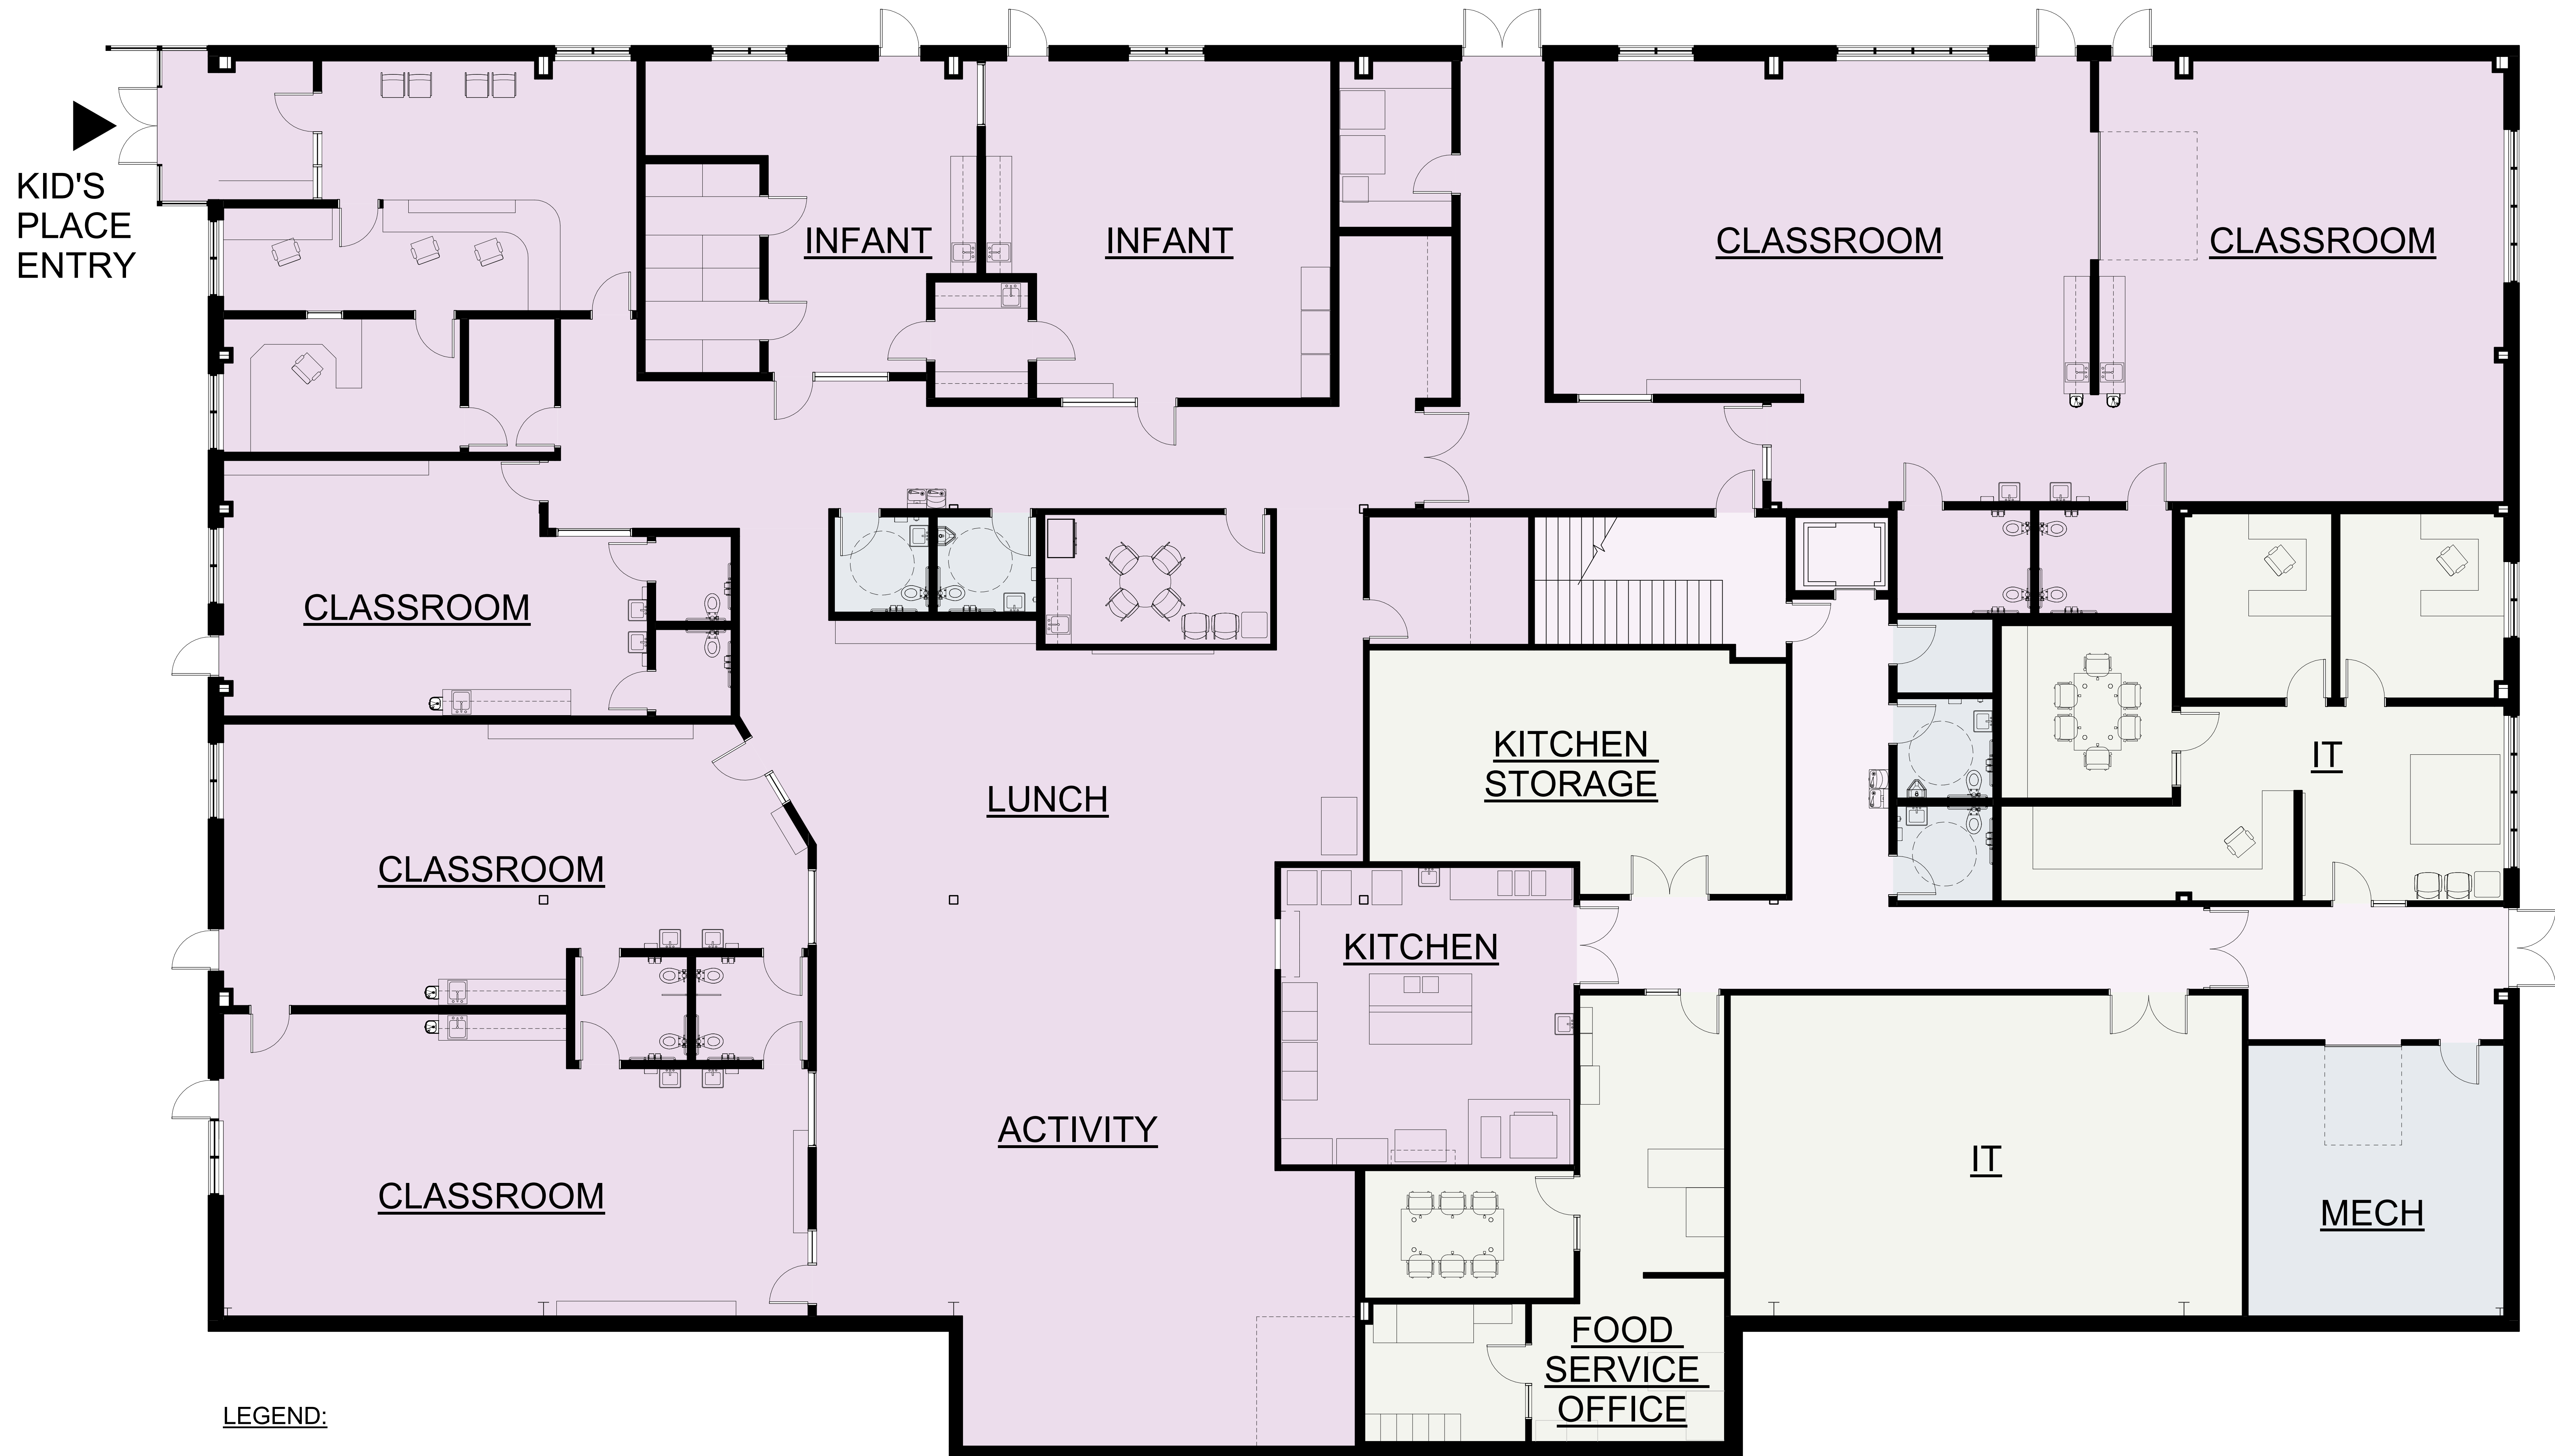 KID'S
PLACE
ENTRY
INFANT
INFANT
CLASSROOM
CLASSROOM
CLASSROOM
KITCHEN
STORAGE
IT
LUNCH
CLASSROOM
KITCHEN
ACTIVITY
IT
CLASSROOM
MECH
FOOD
SERVICE
OFFICE
LEGEND: